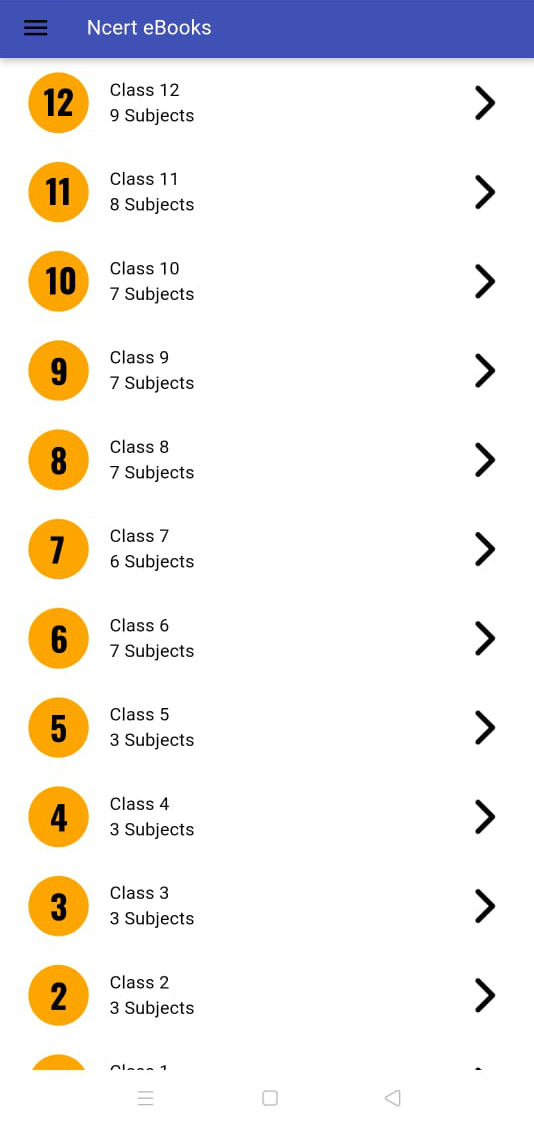 Ncert eBooks
12
Class 12
9 Subjects
11
Class 11
8 Subjects
10
Class 10
7 Subjects
9
Class 9
7 Subjects
8
Class 8
7 Subjects
7
Class 7
6 Subjects
6
Class 6
7 Subjects
5
Class 5
3 Subjects
4
Class 4
3 Subjects
3
Class 3
3 Subjects
2
Class 2
3 Subjects
Class 1